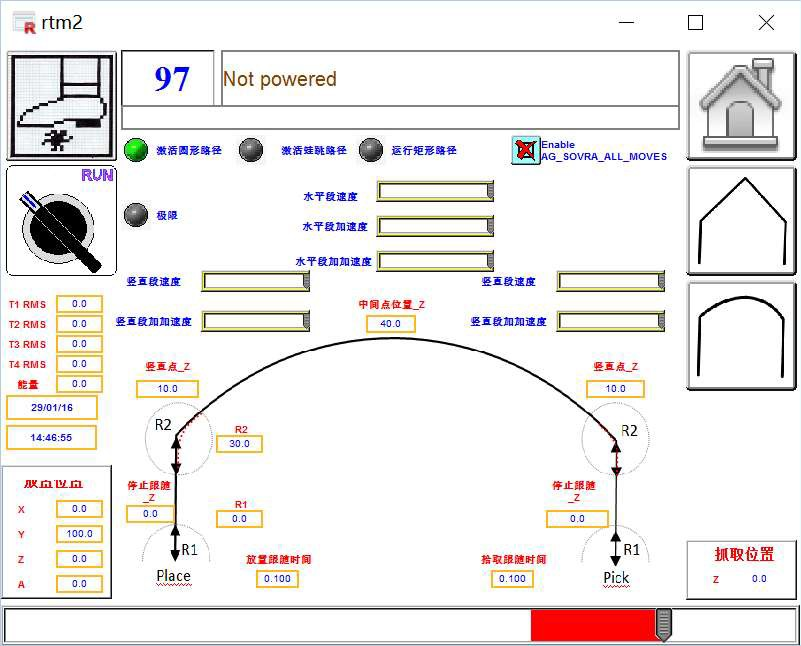 rtm2
97
Not powered
激活圆形路径
激活蛙跳路径
运行矩形路径
Enable
AG_SOVRA_ALL_MOVES
RUN
极限
水平段速度
水平段加速度
水平段加加速度
竖直段速度
竖直段速度
竖直段加加速度
竖直段加加速度
中间点位置_Z
40.0
T1 RMS 0.0
T2 RMS 0.0
T3 RMS 0.0
T4 RMS 0.0
能量 0.0
29/01/16
14:46:55
竖直点_Z
10.0
竖直点_Z
10.0
R2
R2
30.0
R2
停止跟随
_Z
0.0
R1
0.0
停止跟随
_Z
0.0
R1
Place
放置跟随时间
0.100
拾取跟随时间
0.100
R1
Pick
X 0.0
Y 100.0
Z 0.0
A 0.0
抓取位置
Z 0.0